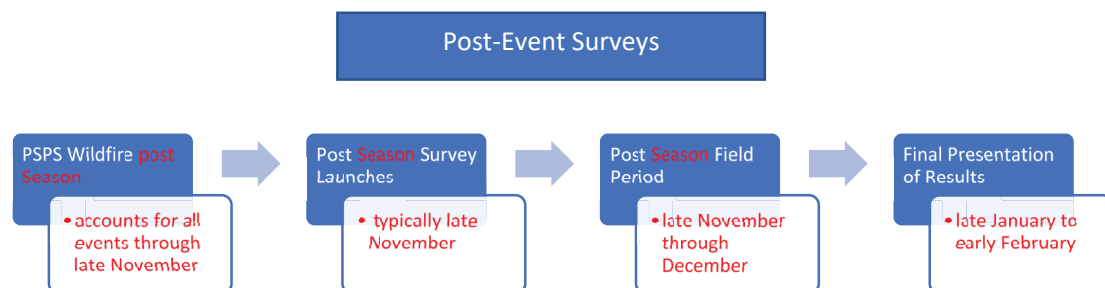 Post-Event Surveys
PSPS Wildfire post
Season
• accounts for all
events through
late November
Post Season Survey
Launches
• typically late
November
Post Season Field
Period
• late November
through
December
Final Presentation
of Results
• late January to
early February